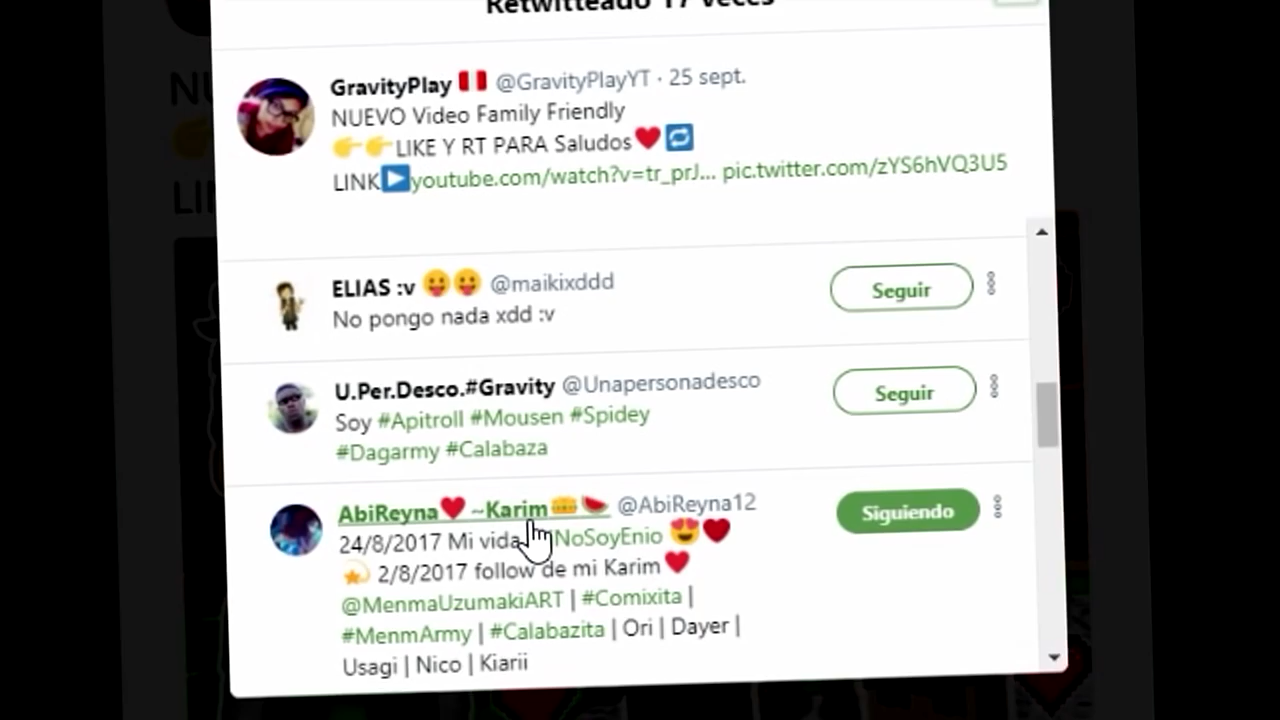 Retwitteado 17 veces
GravityPlay 🇵🇪 @GravityPlayYT · 25 sept.
NUEVO Video Family Friendly
👉👉LIKE Y RT PARA Saludos❤️🔁
LINK▶️youtube.com/watch?v=tr_prJ... pic.twitter.com/zYS6hVQ3U5
ELIAS :v 😛😛 @maikixddd
Seguir
No pongo nada xdd :v
U.Per.Desco.#Gravity @Unapersonadesco
Seguir
Soy #Apitroll #Mousen #Spidey
#Dagarmy #Calabaza
AbiReyna❤️ ~Karim🍔🍉 @AbiReyna12
Siguiendo
24/8/2017 Mi vida NoSoyEnio 😍❤️
💫 2/8/2017 follow de mi Karim❤️
@MenmaUzumakiART | #Comixita |
#MenmArmy | #Calabazita | Ori | Dayer |
Usagi | Nico | Kiarii